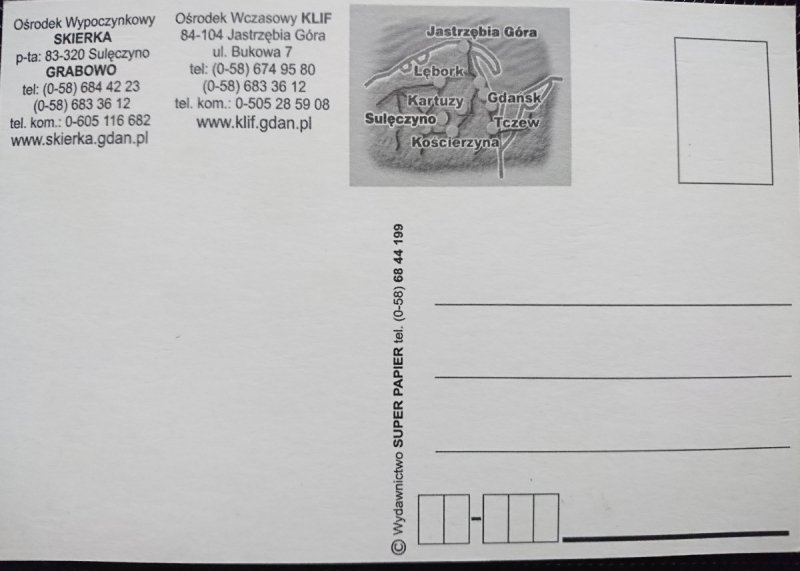 Ośrodek Wypoczynkowy
SKIERKA
p-ta: 83-320 Sulęczyno
GRABOWO
tel: (0-58) 684 42 23
(0-58) 683 36 12
tel. kom.: 0-605 116 682
www.skierka.gdan.pl
Ośrodek Wczasowy KLIF
84-104 Jastrzębia Góra
ul. Bukowa 7
tel: (0-58) 674 95 80
(0-58) 683 36 12
tel. kom.: 0-505 28 59 08
www.klif.gdan.pl
Jastrzębia Góra
Lębork
Kartuzy
Gdańsk
Sulęczyno
Tczew
Kościerzyna
© Wydawnictwo SUPER PAPIER tel. (0-58) 68 44 199
-